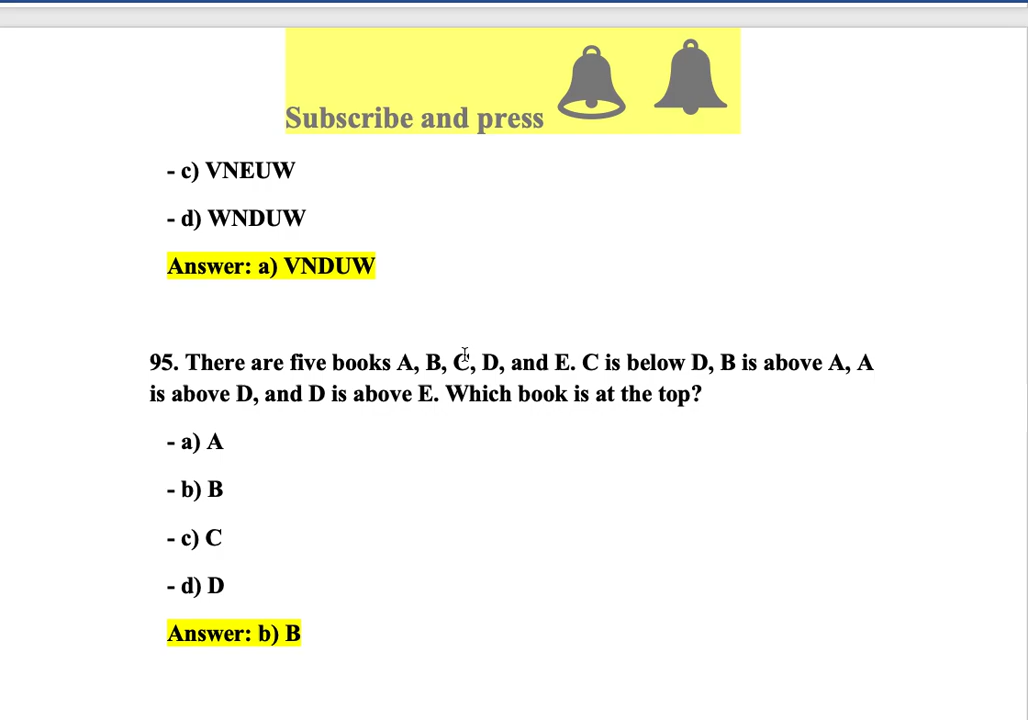 Subscribe and press
- c) VNEUW
- d) WNDUW
Answer: a) VNDUW
95. There are five books A, B, C, D, and E. C is below D, B is above A, A
is above D, and D is above E. Which book is at the top?
- a) A
- b) B
- c) C
- d) D
Answer: b) B